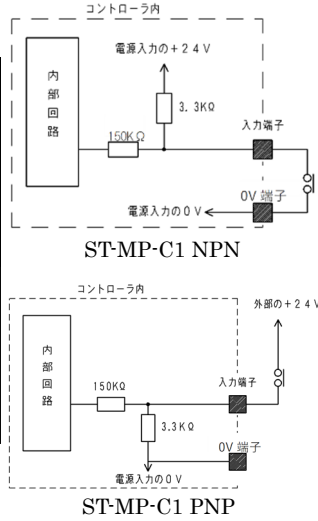 コントローラ内
電源入力の＋２４Ｖ
内部回路
3.3KΩ
150KΩ
入力端子
0V 端子
電源入力の０Ｖ
ST-MP-C1 NPN
コントローラ内
外部の＋２４Ｖ
内部回路
150KΩ
入力端子
3.3KΩ
0V 端子
電源入力の０Ｖ
ST-MP-C1 PNP